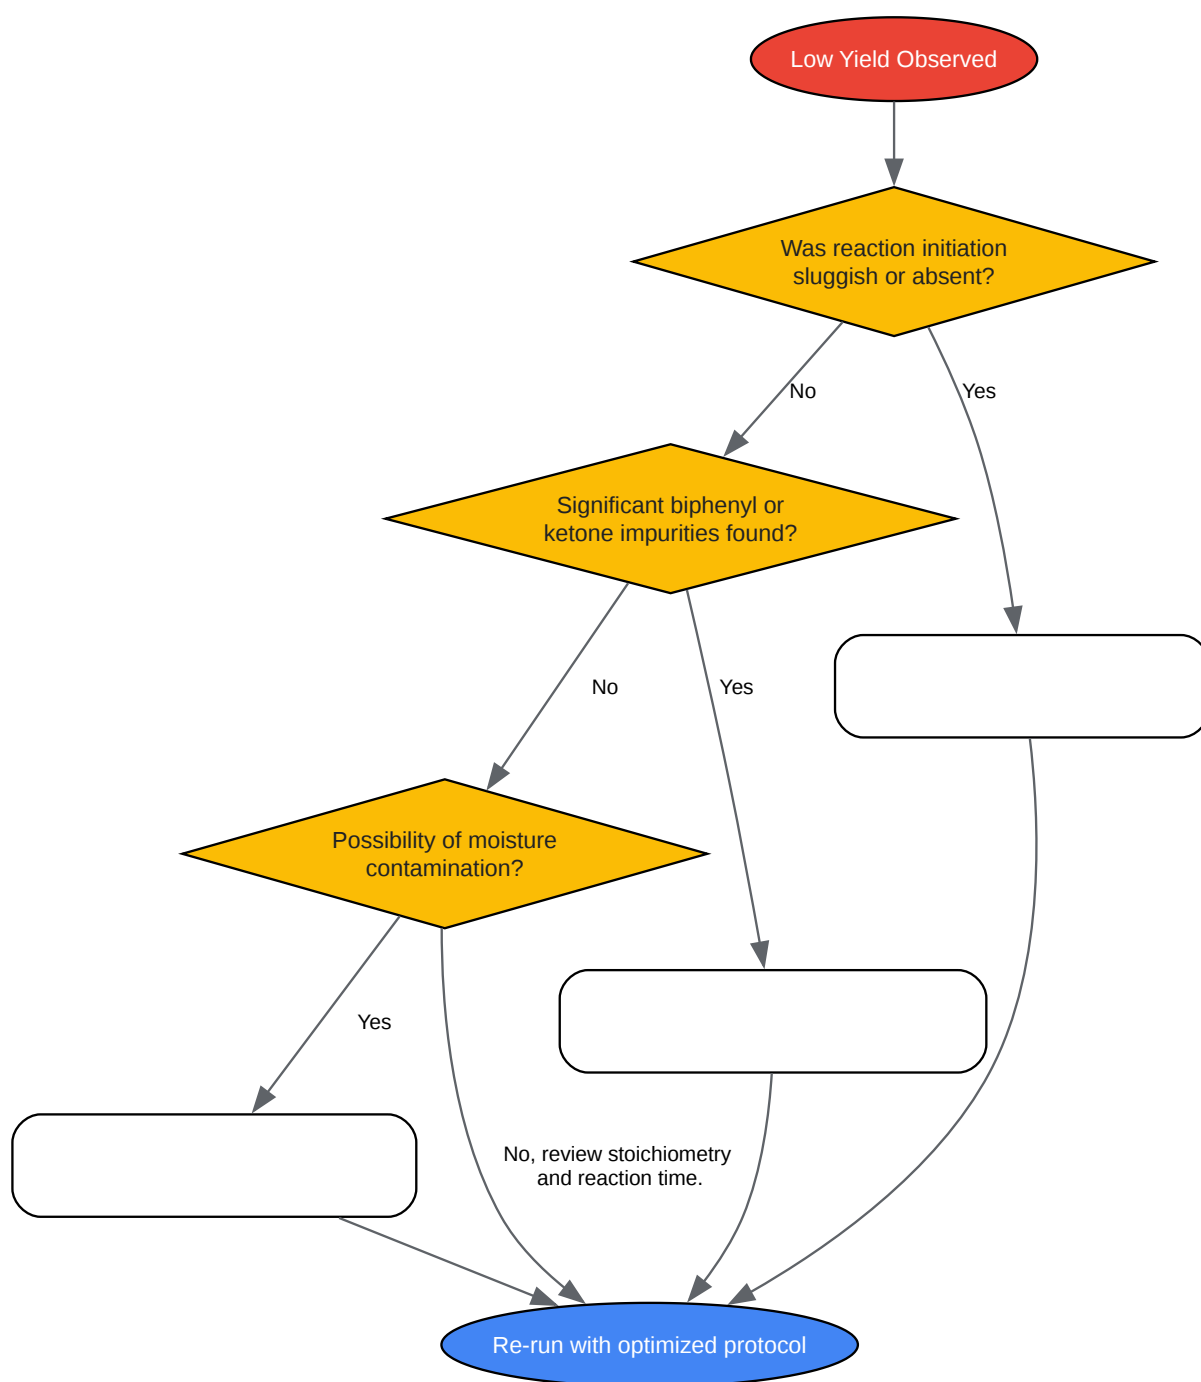 Low Yield Observed
Was reaction initiation
sluggish or absent?
No
Yes
Significant biphenyl or
ketone impurities found?
No
Yes
Possibility of moisture
contamination?
Yes
No, review stoichiometry
and reaction time.
Re-run with optimized protocol